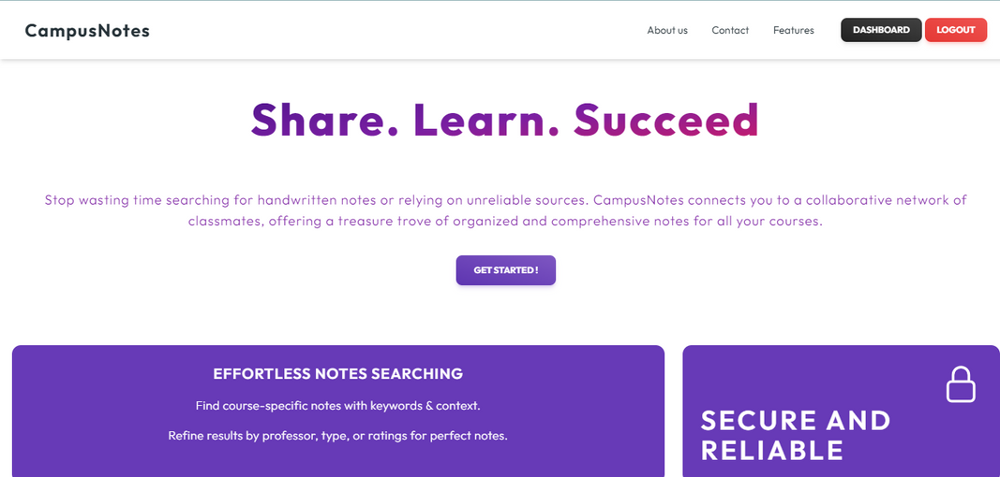 CampusNotes
About us
Contact
Features
DASHBOARD
LOGOUT
Share. Learn. Succeed
Stop wasting time searching for handwritten notes or relying on unreliable sources. CampusNotes connects you to a collaborative network of
classmates, offering a treasure trove of organized and comprehensive notes for all your courses.
GET STARTED !
EFFORTLESS NOTES SEARCHING
Find course-specific notes with keywords & context.
Refine results by professor, type, or ratings for perfect notes.
SECURE AND
RELIABLE